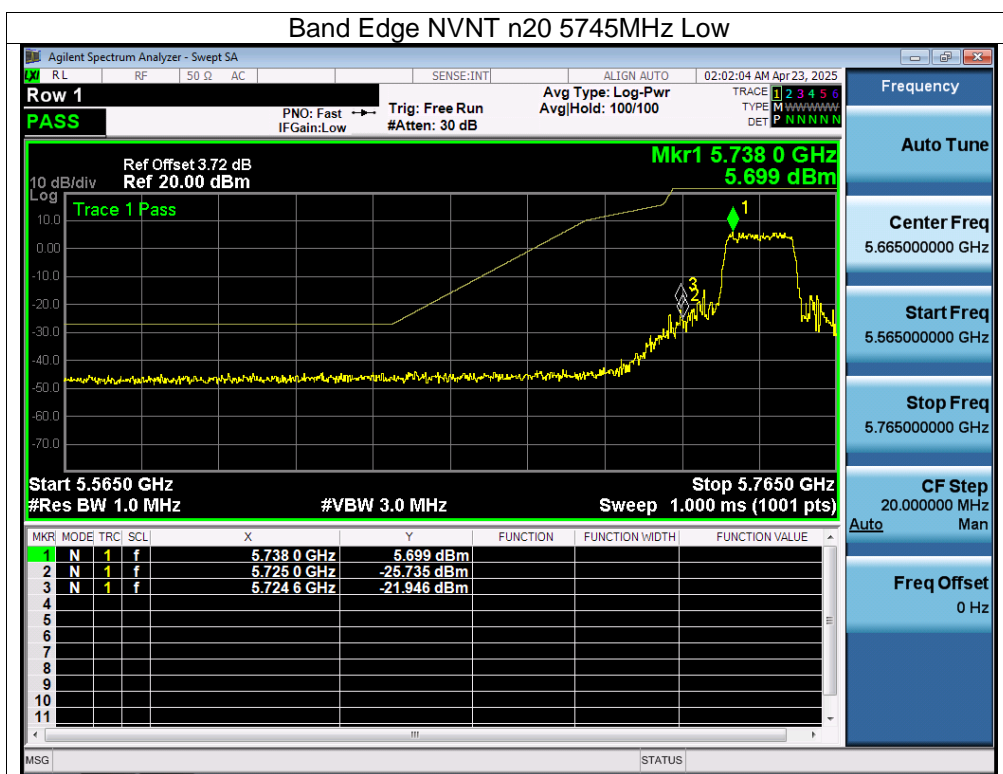 Band Edge NVNT n20 5745MHz Low
Agilent Spectrum Analyzer - Swept SA
LXI RL RF 50 Ω AC SENSE:INT ALIGN AUTO 02:02:04 AM Apr 23, 2025
Row 1
PASS
PNO: Fast
IFGain:Low
Trig: Free Run
#Atten: 30 dB
Avg Type: Log-Pwr
Avg|Hold: 100/100
TRACE 1 2 3 4 5 6
TYPE M WWWWW
DET P N N N N N
Mkr1 5.738 0 GHz
5.699 dBm
Ref Offset 3.72 dB
10 dB/div Ref 20.00 dBm
Log
Trace 1 Pass
1
3
2
10.0
0.00
-10.0
-20.0
-30.0
-40.0
-50.0
-60.0
-70.0
Start 5.5650 GHz Stop 5.7650 GHz
#Res BW 1.0 MHz #VBW 3.0 MHz Sweep 1.000 ms (1001 pts)
MKR MODE TRC SCL X Y FUNCTION FUNCTION WIDTH FUNCTION VALUE
1 N 1 f 5.738 0 GHz 5.699 dBm
2 N 1 f 5.725 0 GHz -25.735 dBm
3 N 1 f 5.724 6 GHz -21.946 dBm
4
5
6
7
8
9
10
11
MSG STATUS
Frequency
Auto Tune
Center Freq
5.665000000 GHz
Start Freq
5.565000000 GHz
Stop Freq
5.765000000 GHz
CF Step
20.000000 MHz
Auto Man
Freq Offset
0 Hz